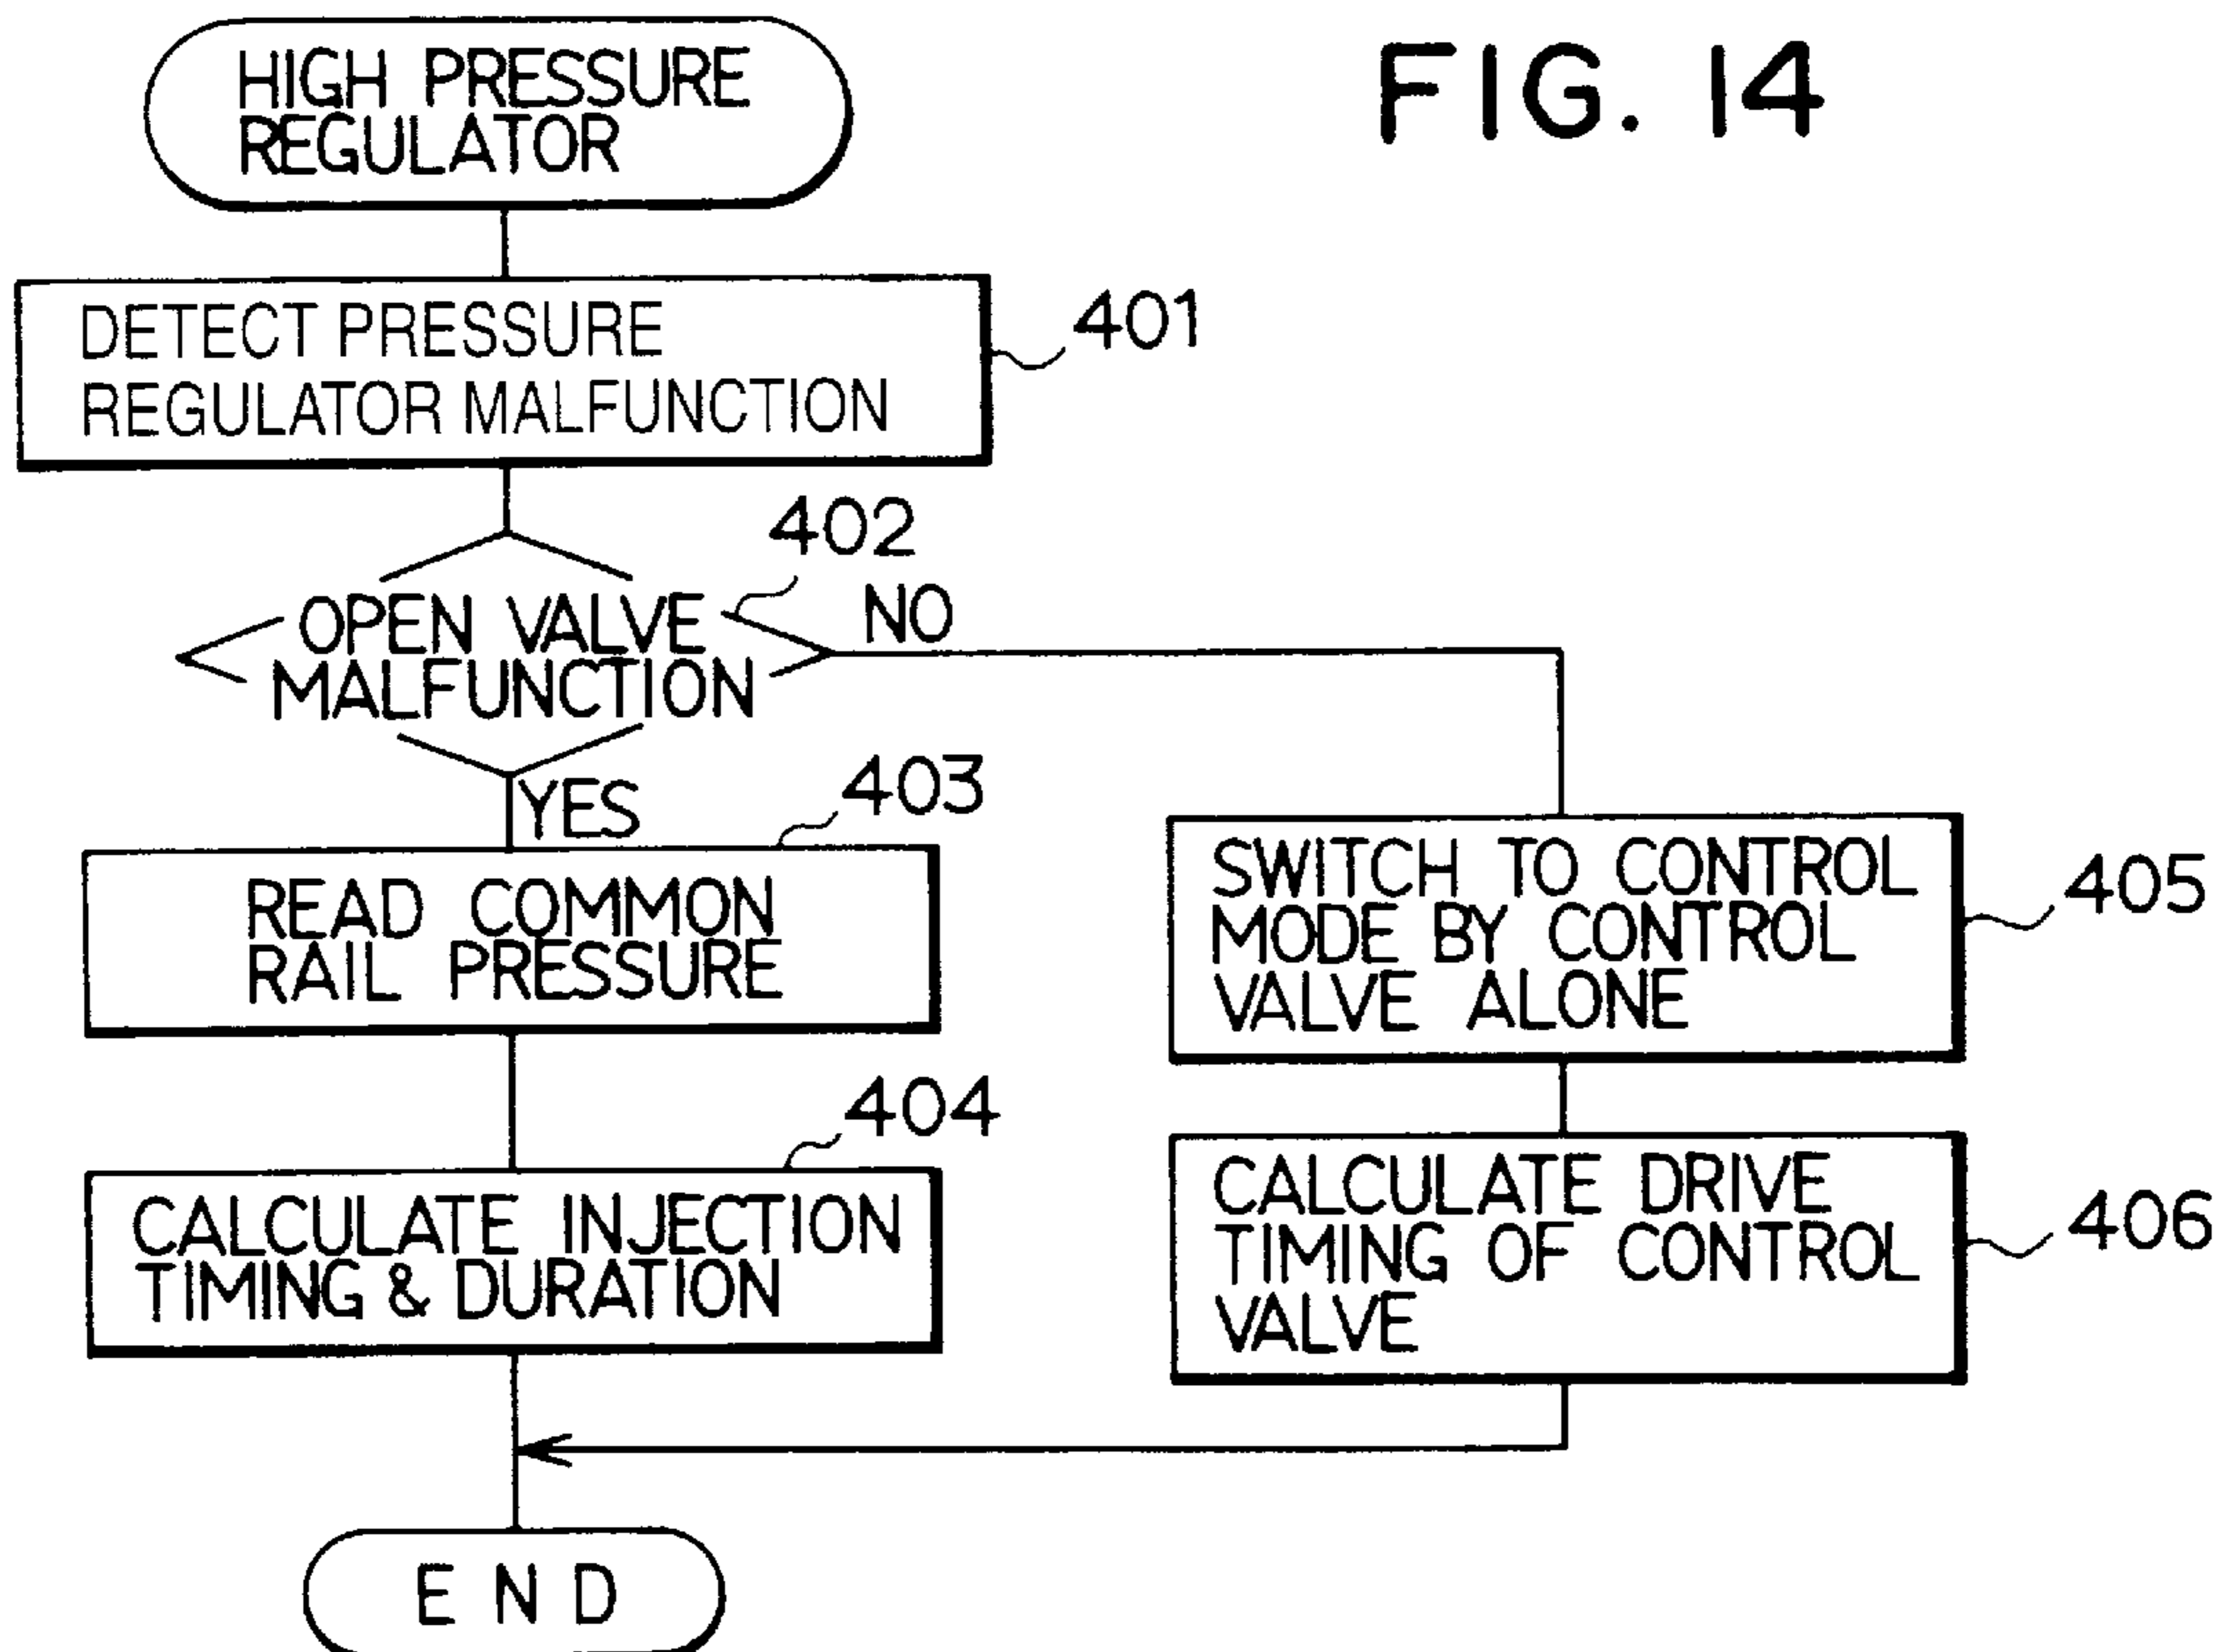 FIG. 14
HIGH PRESSURE
REGULATOR
DETECT PRESSURE
REGULATOR MALFUNCTION
401
402
OPEN VALVE
MALFUNCTION
NO
YES
403
READ COMMON
RAIL PRESSURE
404
CALCULATE INJECTION
TIMING & DURATION
SWITCH TO CONTROL
MODE BY CONTROL
VALVE ALONE
405
CALCULATE DRIVE
TIMING OF CONTROL
VALVE
406
END